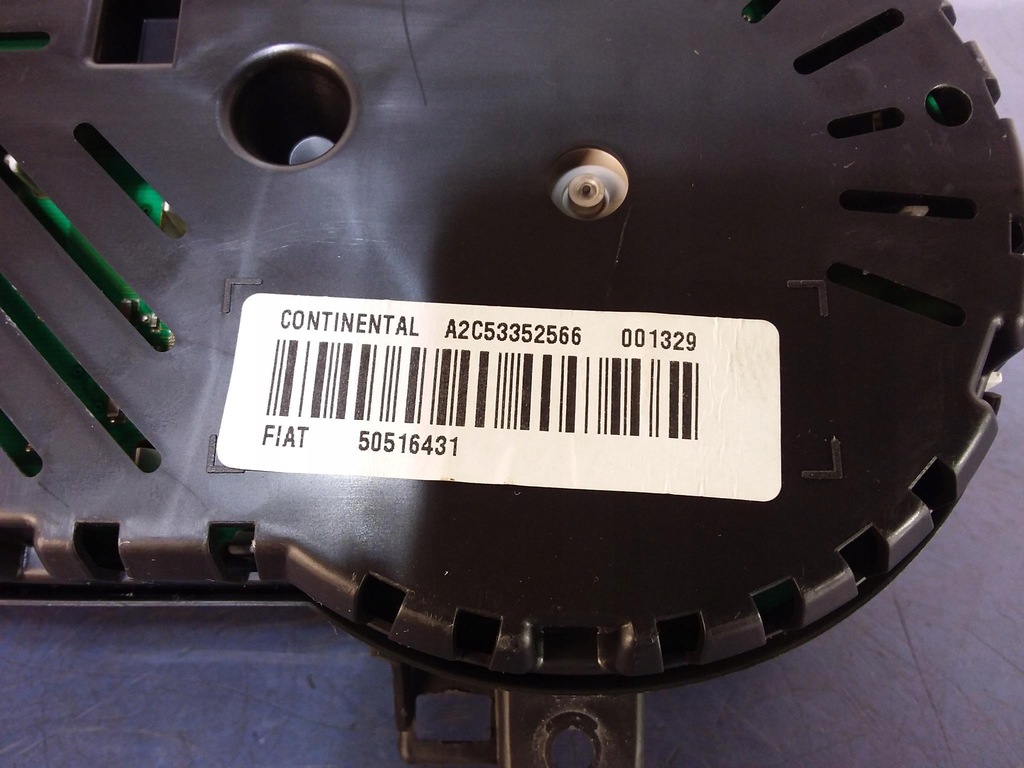 CONTINENTAL A2C53352566 001329
FIAT 50516431